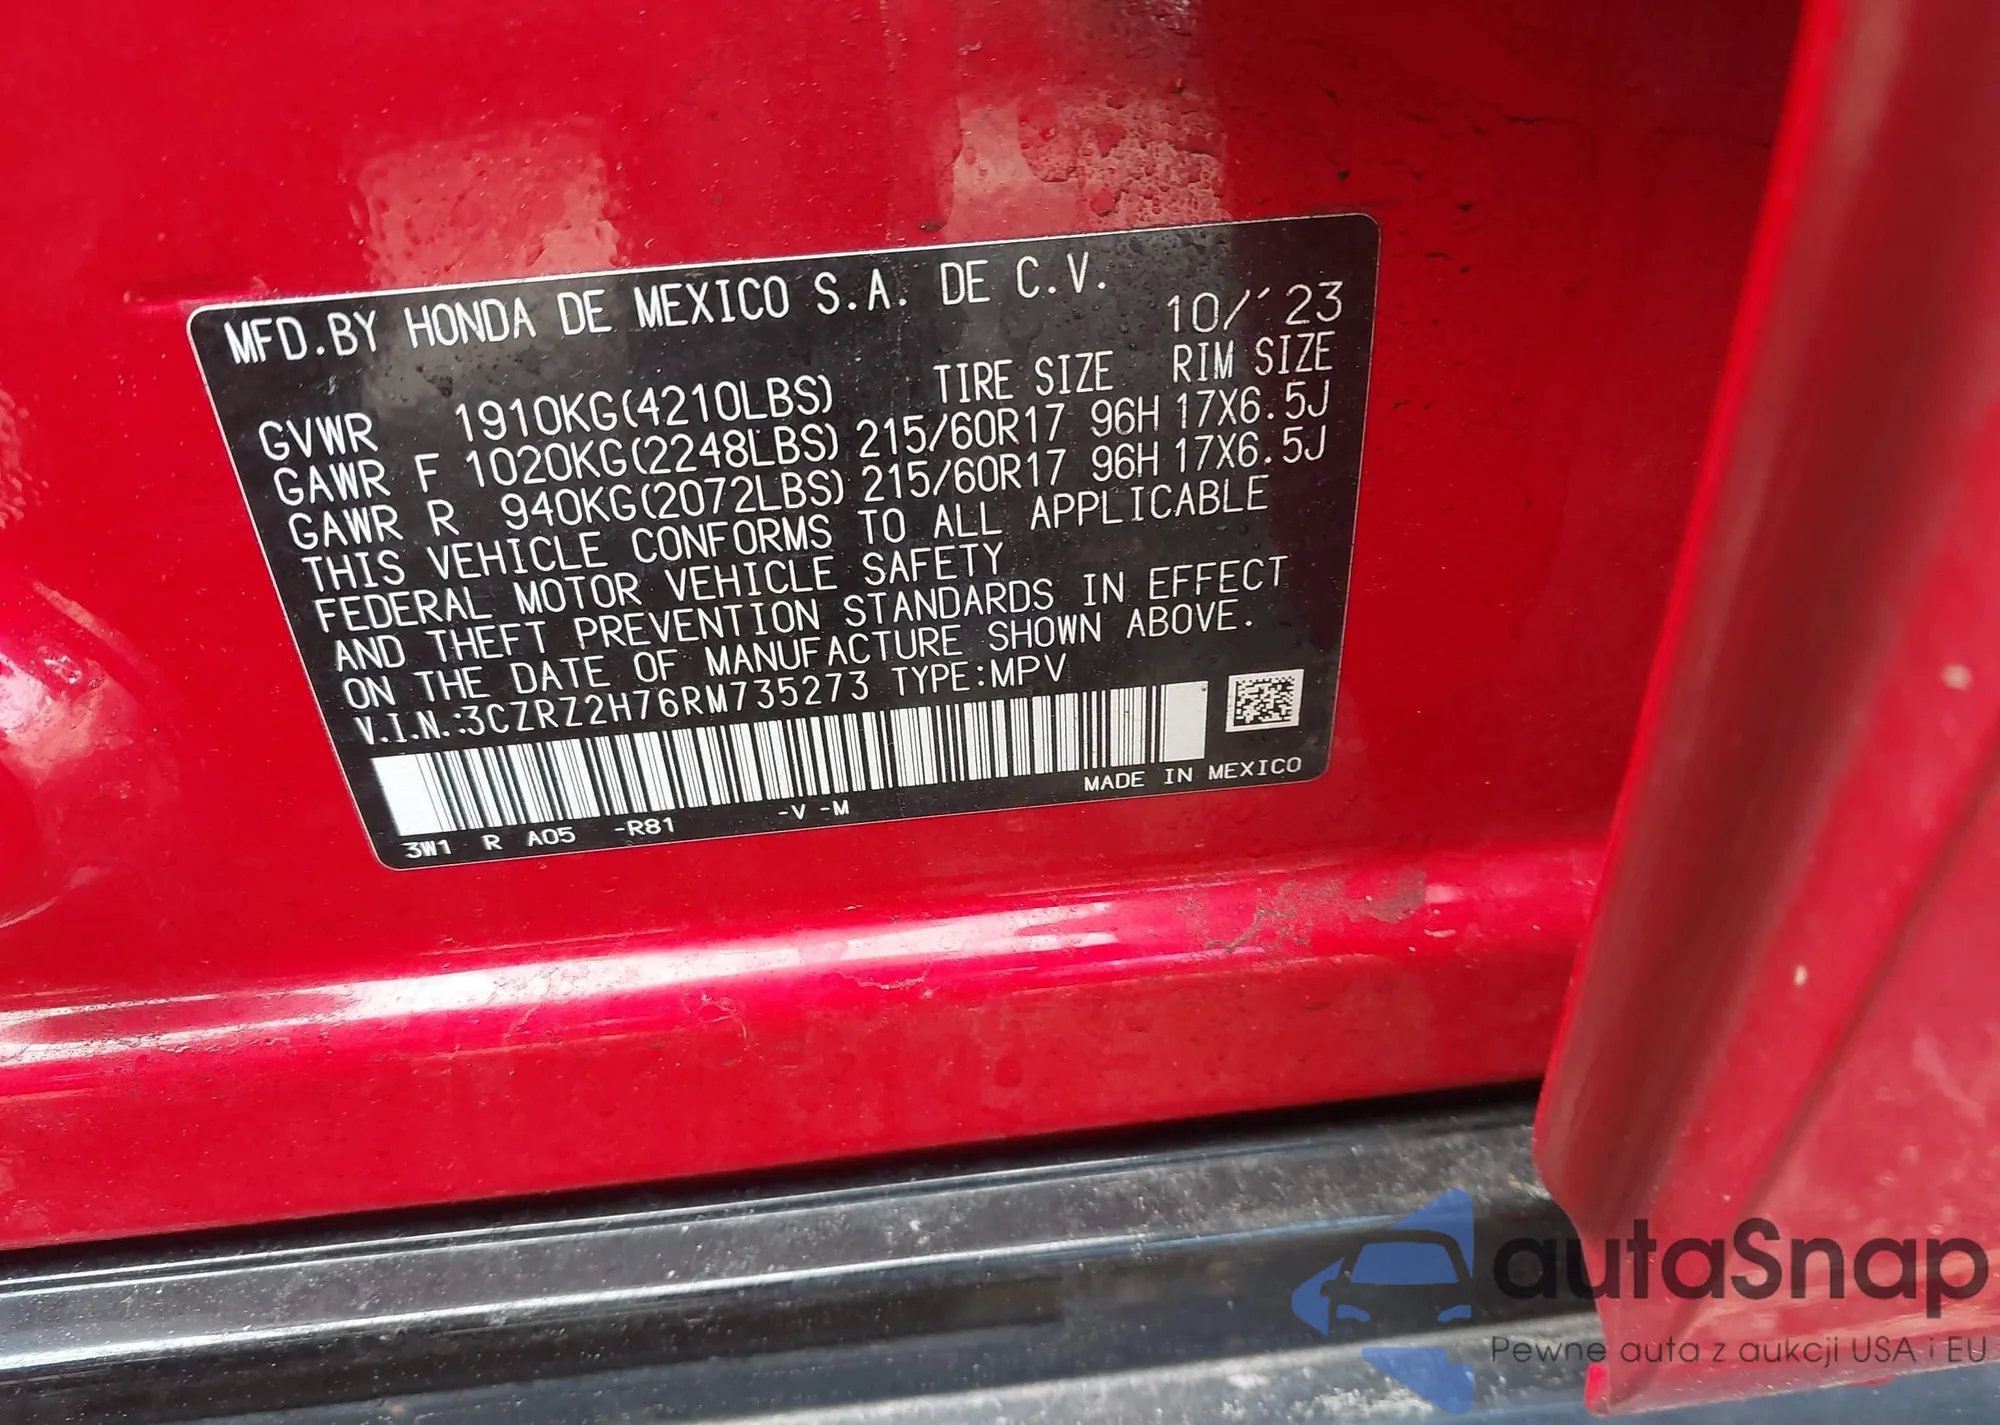 MFD.BY HONDA DE MEXICO S.A. DE C.V.
10/'23
TIRE SIZE RIM SIZE
GVWR 1910KG(4210LBS)
GAWR F 1020KG(2248LBS) 215/60R17 96H 17X6.5J
GAWR R 940KG(2072LBS) 215/60R17 96H 17X6.5J
THIS VEHICLE CONFORMS TO ALL APPLICABLE
FEDERAL MOTOR VEHICLE SAFETY
AND THEFT PREVENTION STANDARDS IN EFFECT
ON THE DATE OF MANUFACTURE SHOWN ABOVE.
V.I.N.:3CZRZ2H76RM735273 TYPE:MPV
MADE IN MEXICO
3W1 R A05 -R81 -V -M
autaSnap
Pewne auta z aukcji USA i EU